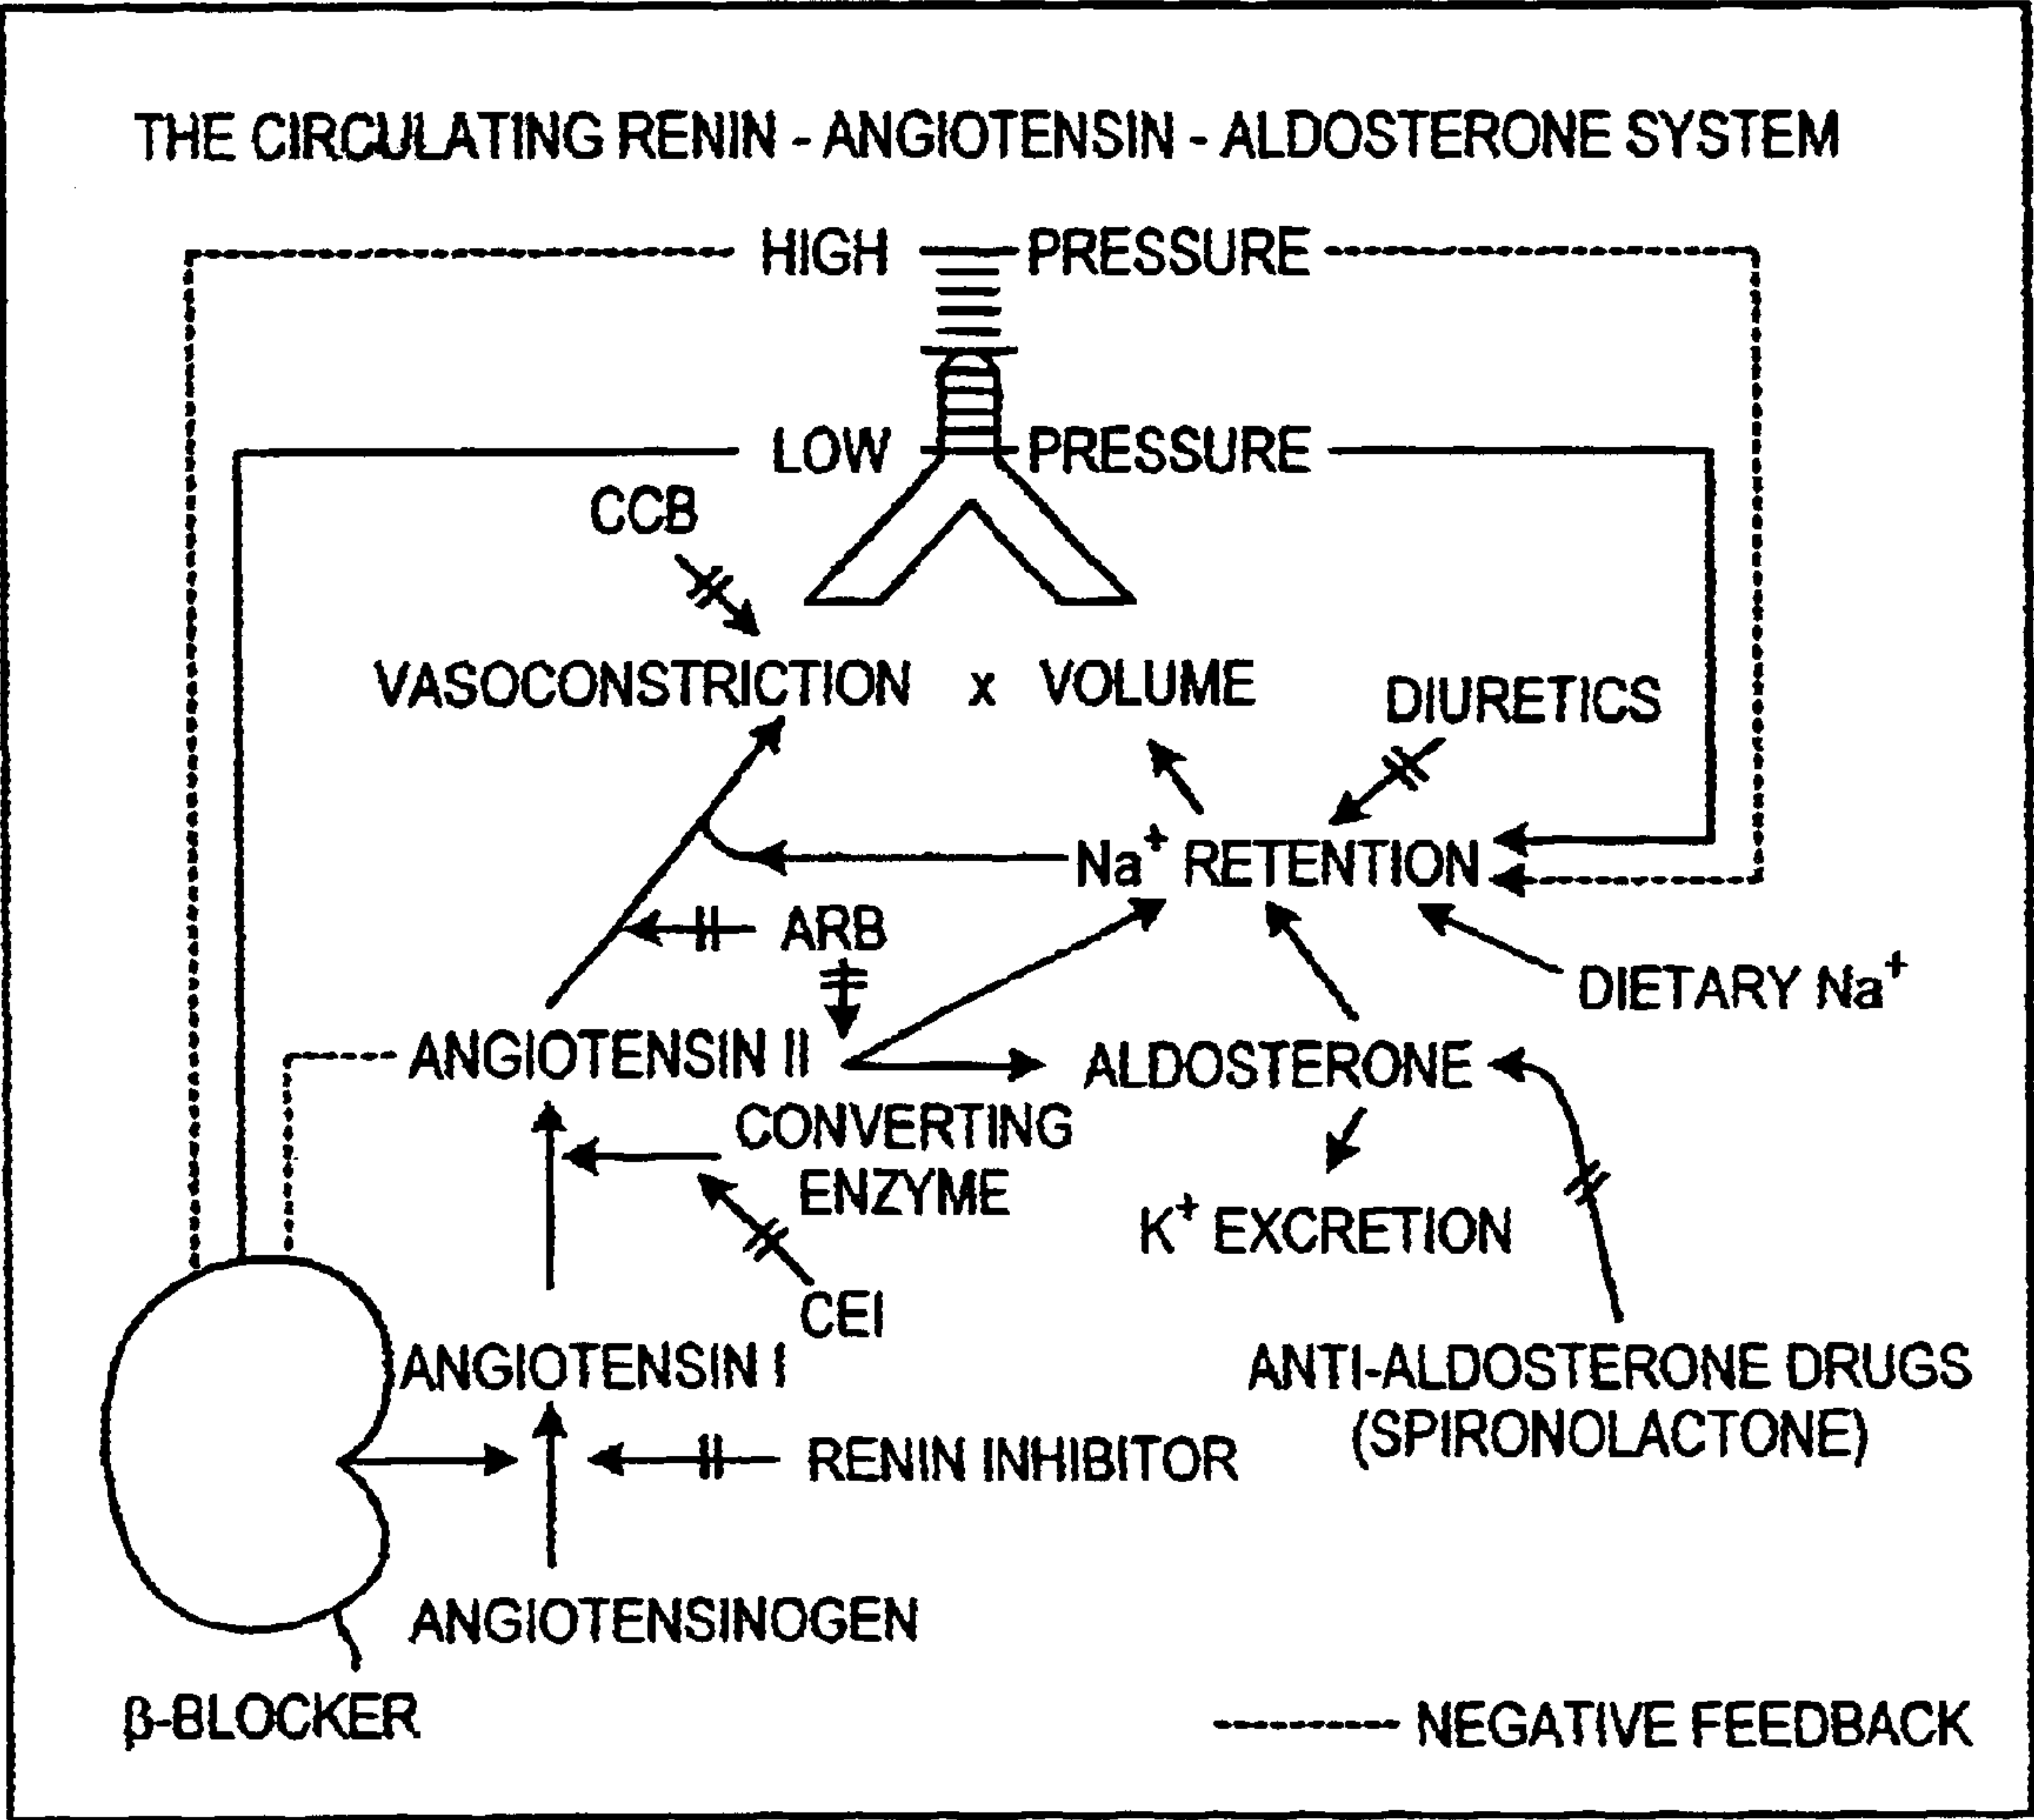 THE CIRCULATING RENIN - ANGIOTENSIN - ALDOSTERONE SYSTEM
HIGH PRESSURE
LOW PRESSURE
CCB
VASOCONSTRICTION x VOLUME
DIURETICS
Na+ RETENTION
ARB
DIETARY Na+
ANGIOTENSIN II
ALDOSTERONE
CONVERTING
ENZYME
K+ EXCRETION
CEI
ANGIOTENSIN I
ANTI-ALDOSTERONE DRUGS
(SPIRONOLACTONE)
RENIN INHIBITOR
ANGIOTENSINOGEN
β-BLOCKER
NEGATIVE FEEDBACK